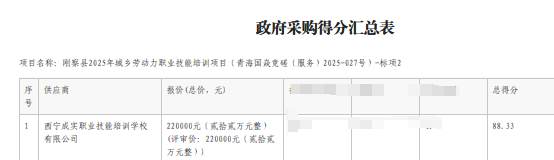 政府采购得分汇总表
项目名称: 刚察县2025年城乡劳动力职业技能培训项目（青海国焱竞磋（服务）2025-027号）-标项2
序号 供应商 报价(总价, 元) 总得分
1 西宁成实职业技能培训学校 220000元（贰拾贰万元整） 88.33
有限公司 (评审价: 220000元（贰拾贰
万元整）)